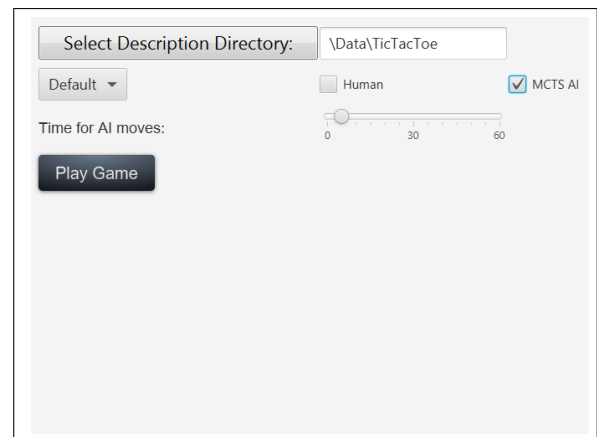 Select Description Directory: \Data\TicTacToe
Default Human MCTS AI
Time for AI moves:
0 30 60
Play Game